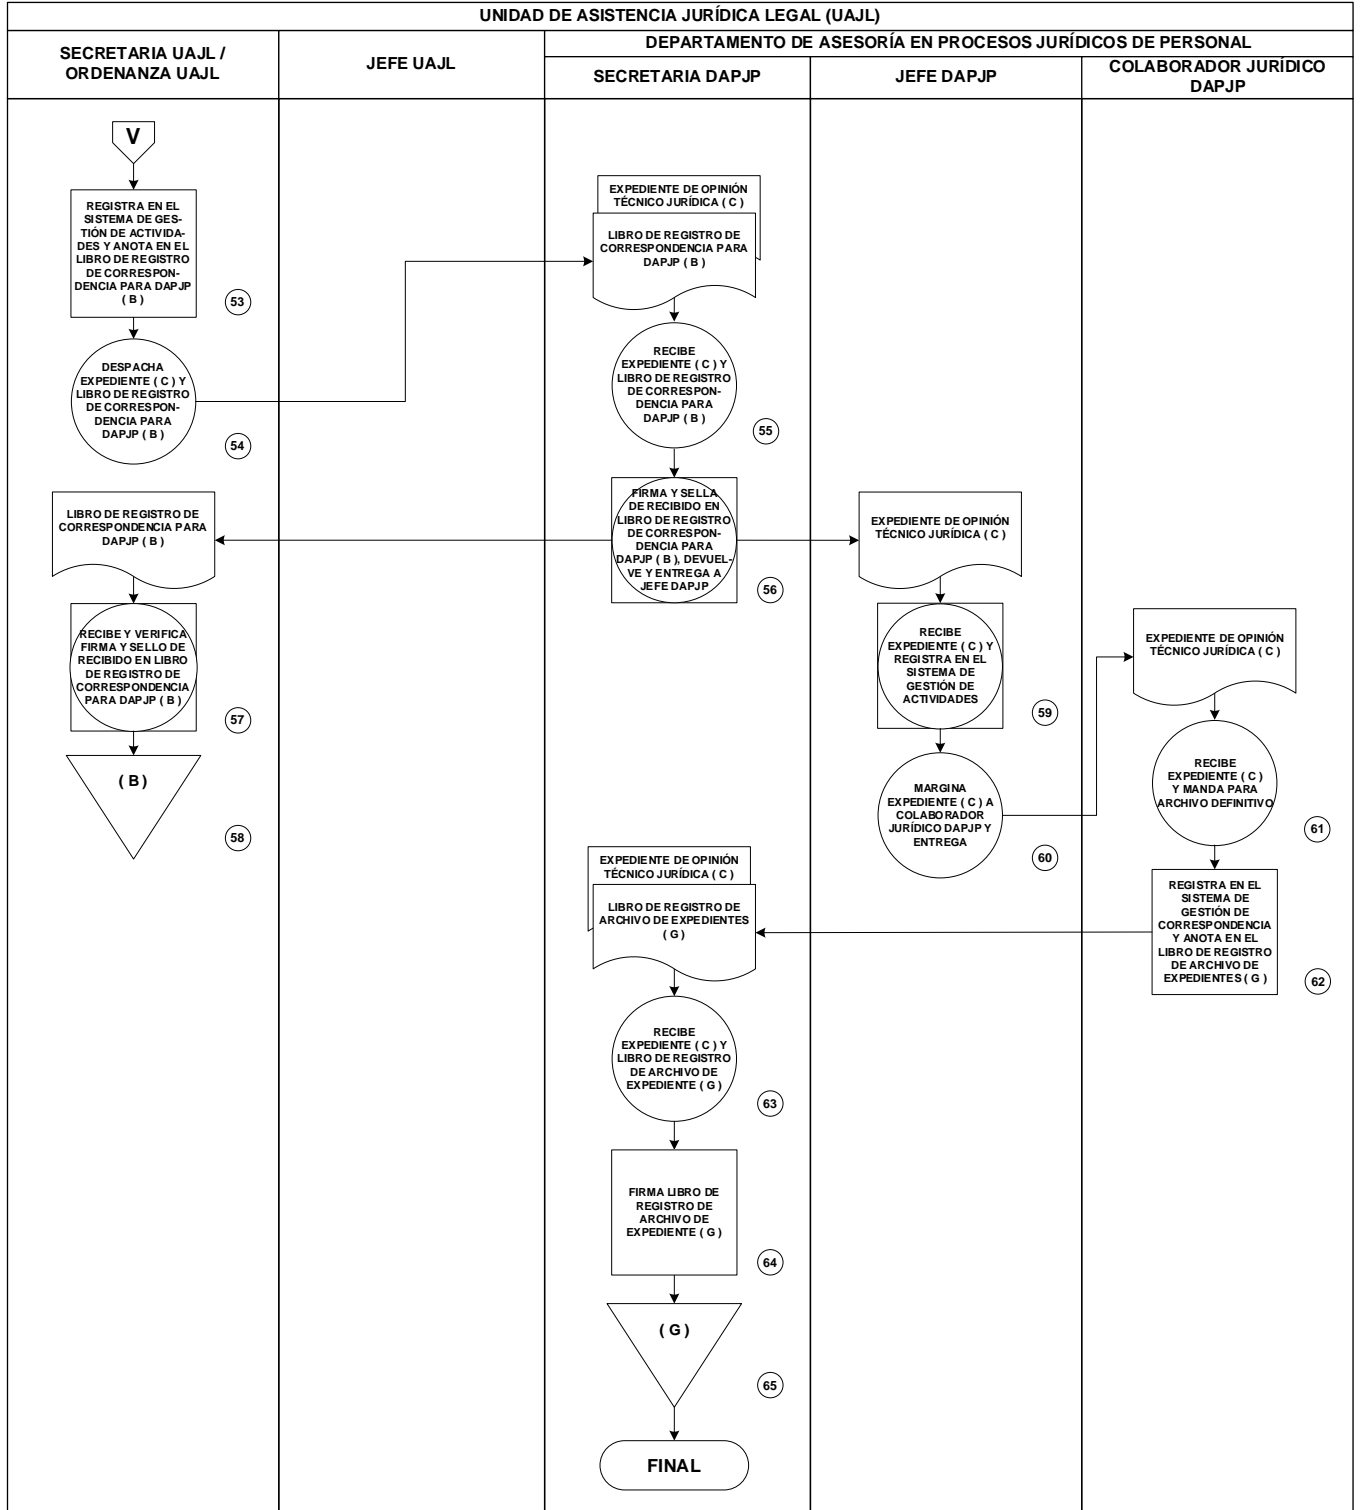 UNIDAD DE ASISTENCIA JURÍDICA LEGAL (UAJL)
SECRETARIA UAJL /
ORDENANZA UAJL
JEFE UAJL
DEPARTAMENTO DE ASESORÍA EN PROCESOS JURÍDICOS DE PERSONAL
SECRETARIA DAPJP
JEFE DAPJP
COLABORADOR JURÍDICO
DAPJP
V
REGISTRA EN EL
SISTEMA DE GES-
TIÓN DE ACTIVIDA-
DES Y ANOTA EN EL
LIBRO DE REGISTRO
DE CORRESPON-
DENCIA PARA DAPJP
( B )
53
DESPACHA
EXPEDIENTE ( C ) Y
LIBRO DE REGISTRO
DE CORRESPON-
DENCIA PARA
DAPJP ( B )
54
EXPEDIENTE DE OPINIÓN
TÉCNICO JURÍDICA ( C )
LIBRO DE REGISTRO DE
CORRESPONDENCIA PARA
DAPJP ( B )
RECIBE
EXPEDIENTE ( C ) Y
LIBRO DE REGISTRO
DE CORRESPON-
DENCIA PARA
DAPJP ( B )
55
FIRMA Y SELLA
DE RECIBIDO EN
LIBRO DE REGISTRO
DE CORRESPON-
DENCIA PARA
DAPJP ( B ), DEVUEL-
VE Y ENTREGA A
JEFE DAPJP
56
LIBRO DE REGISTRO DE
CORRESPONDENCIA PARA
DAPJP ( B )
RECIBE Y VERIFICA
FIRMA Y SELLO DE
RECIBIDO EN LIBRO
DE REGISTRO DE
CORRESPONDENCIA
PARA DAPJP ( B )
57
( B )
58
EXPEDIENTE DE OPINIÓN
TÉCNICO JURÍDICA ( C )
RECIBE
EXPEDIENTE ( C ) Y
REGISTRA EN EL
SISTEMA DE
GESTIÓN DE
ACTIVIDADES
59
MARGINA
EXPEDIENTE ( C ) A
COLABORADOR
JURÍDICO DAPJP Y
ENTREGA
60
EXPEDIENTE DE OPINIÓN
TÉCNICO JURÍDICA ( C )
RECIBE
EXPEDIENTE ( C )
Y MANDA PARA
ARCHIVO DEFINITIVO
61
REGISTRA EN EL
SISTEMA DE
GESTIÓN DE
CORRESPONDENCIA
Y ANOTA EN EL
LIBRO DE REGISTRO
DE ARCHIVO DE
EXPEDIENTES ( G )
62
EXPEDIENTE DE OPINIÓN
TÉCNICO JURÍDICA ( C )
LIBRO DE REGISTRO DE
ARCHIVO DE EXPEDIENTES
( G )
RECIBE
EXPEDIENTE ( C ) Y
LIBRO DE REGISTRO
DE ARCHIVO DE
EXPEDIENTE ( G )
63
FIRMA LIBRO DE
REGISTRO DE
ARCHIVO DE
EXPEDIENTE ( G )
64
( G )
65
FINAL